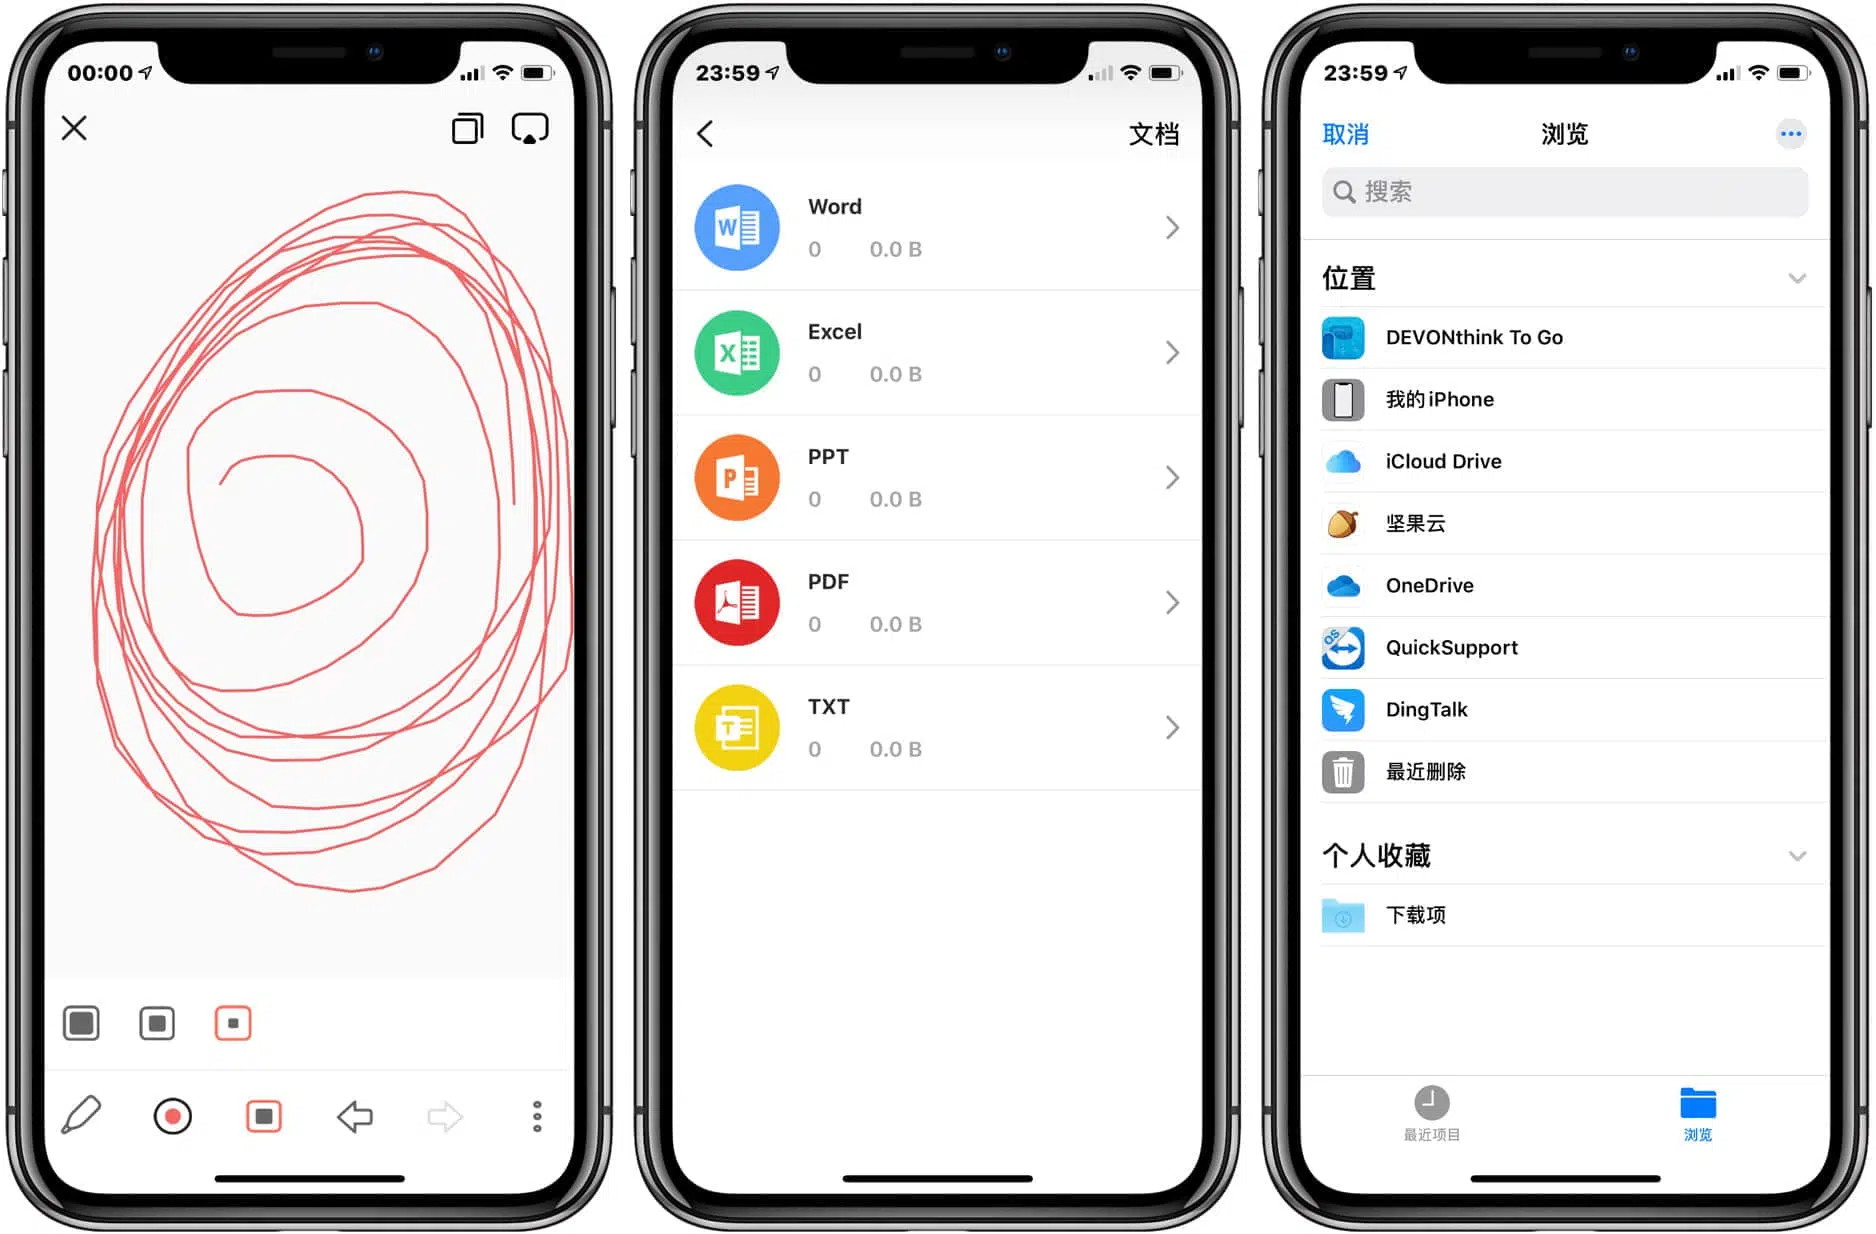 00:00
23:59
文档
Word
0 0.0 B
Excel
0 0.0 B
PPT
0 0.0 B
PDF
0 0.0 B
TXT
0 0.0 B
23:59
取消 浏览
搜索
位置
DEVONthink To Go
我的 iPhone
iCloud Drive
坚果云
OneDrive
QS
QuickSupport
DingTalk
最近删除
个人收藏
下载项
最近项目 浏览